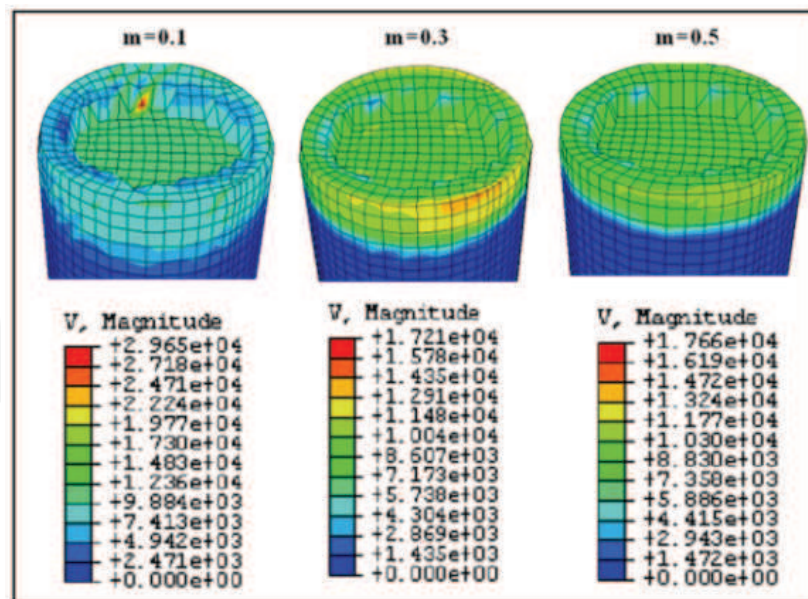 m=0.1 m=0.3 m=0.5
V, Magnitude
+2.965e+04
+2.718e+04
+2.471e+04
+2.224e+04
+1.977e+04
+1.730e+04
+1.483e+04
+1.236e+04
+9.884e+03
+7.413e+03
+4.942e+03
+2.471e+03
+0.000e+00
V, Magnitude
+1.721e+04
+1.578e+04
+1.435e+04
+1.291e+04
+1.148e+04
+1.004e+04
+8.607e+03
+7.173e+03
+5.738e+03
+4.304e+03
+2.869e+03
+1.435e+03
+0.000e+00
V, Magnitude
+1.766e+04
+1.619e+04
+1.472e+04
+1.324e+04
+1.177e+04
+1.030e+04
+8.830e+03
+7.358e+03
+5.886e+03
+4.415e+03
+2.943e+03
+1.472e+03
+0.000e+00